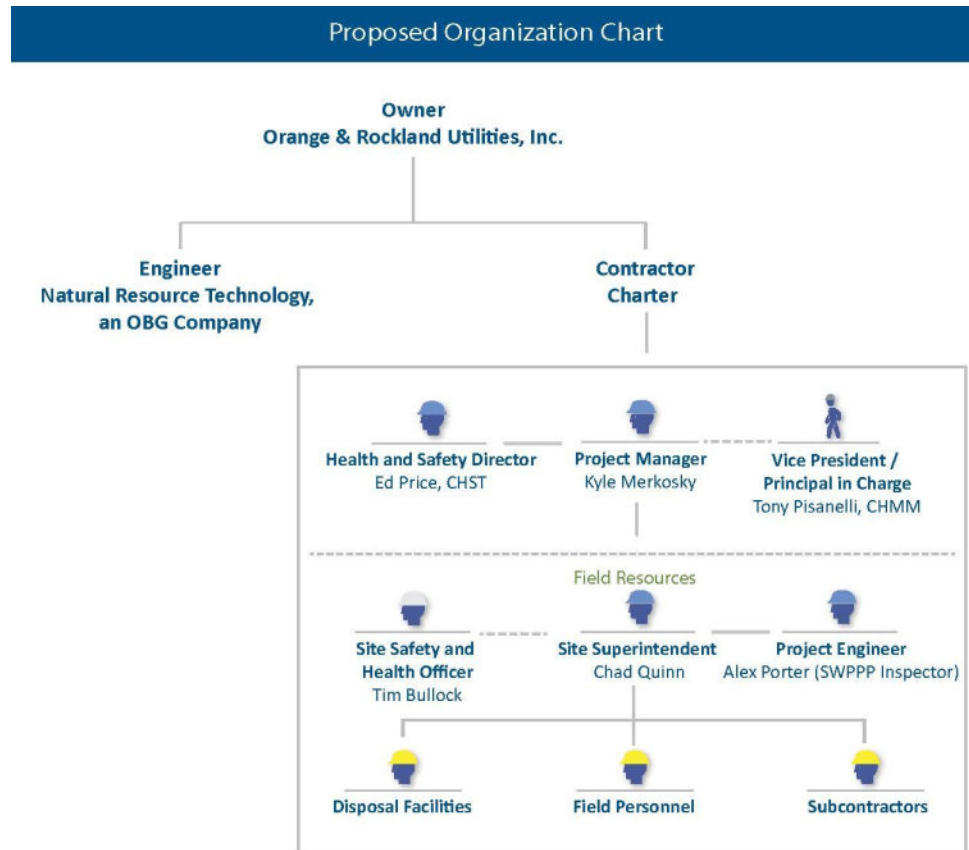 Proposed Organization Chart
Owner
Orange & Rockland Utilities, Inc.
Engineer
Natural Resource Technology,
an OBG Company
Contractor
Charter
Health and Safety Director
Ed Price, CHST
Project Manager
Kyle Merkosky
Vice President /
Principal in Charge
Tony Pisanelli, CHMM
Field Resources
Site Safety and
Health Officer
Tim Bullock
Site Superintendent
Chad Quinn
Project Engineer
Alex Porter (SWPPP Inspector)
Disposal Facilities
Field Personnel
Subcontractors